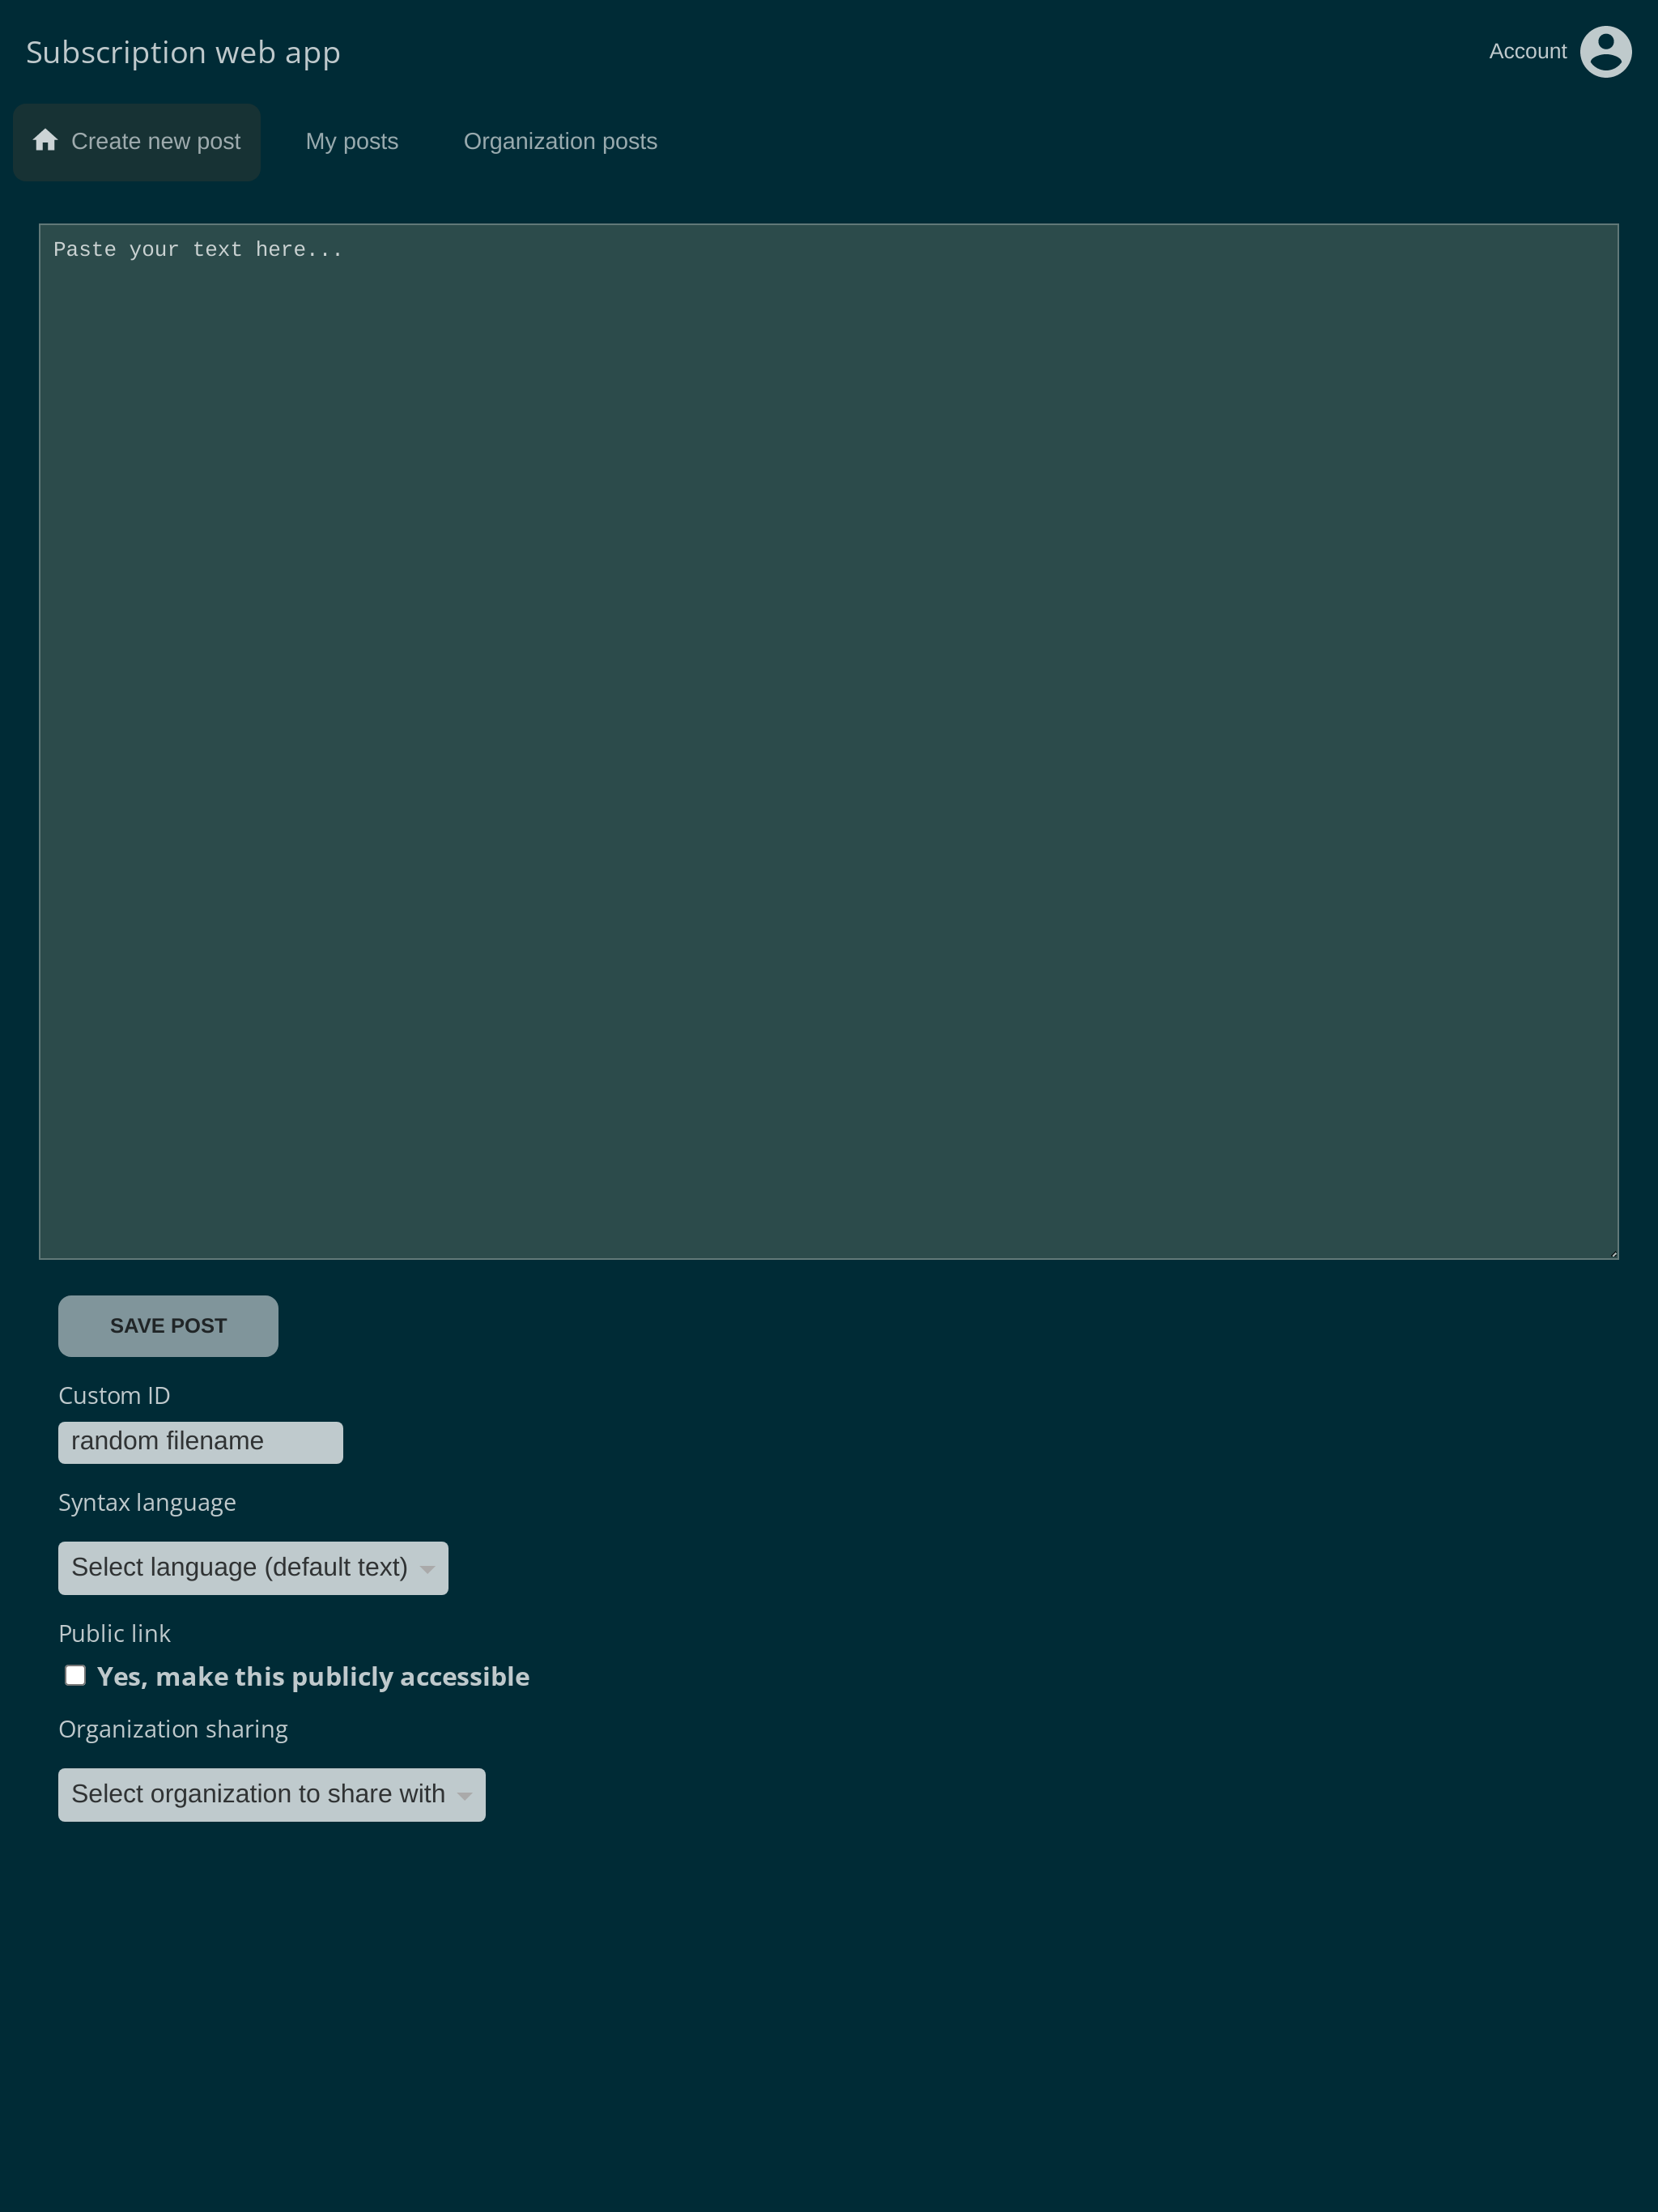 Subscription web app
Account
Create new post
My posts
Organization posts
Paste your text here...
SAVE POST
Custom ID
random filename
Syntax language
Select language (default text)
Public link
Yes, make this publicly accessible
Organization sharing
Select organization to share with